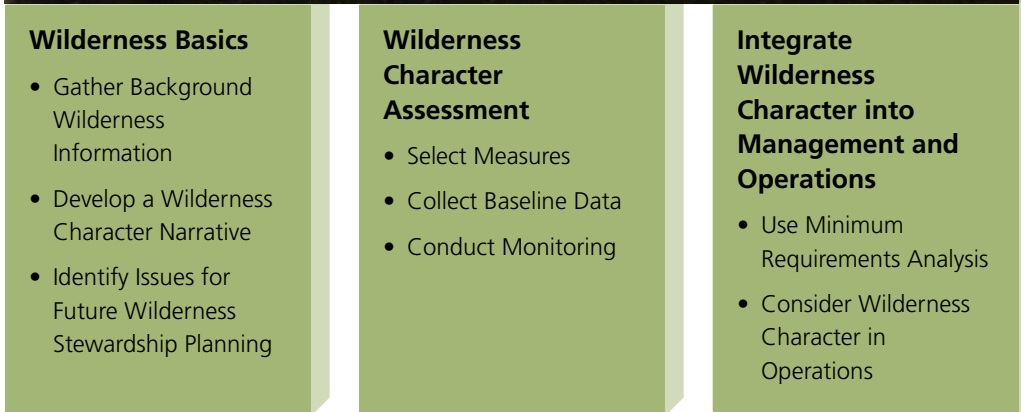 Wilderness Basics
• Gather Background
Wilderness
Information
• Develop a Wilderness
Character Narrative
• Identify Issues for
Future Wilderness
Stewardship Planning
Wilderness
Character
Assessment
• Select Measures
• Collect Baseline Data
• Conduct Monitoring
Integrate
Wilderness
Character into
Management and
Operations
• Use Minimum
Requirements Analysis
• Consider Wilderness
Character in
Operations